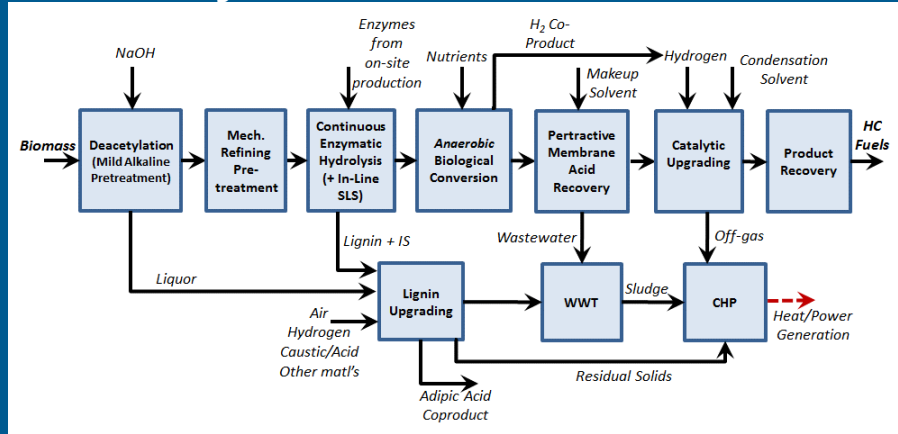 NaOH
Enzymes
from
on-site
production
Nutrients
H2 Co-
Product
Makeup
Solvent
Hydrogen
Condensation
Solvent
Biomass
Deacetylation
(Mild Alkaline
Pretreatment)
Mech.
Refining
Pre-
treatment
Continuous
Enzymatic
Hydrolysis
(+ In-Line
SLS)
Anaerobic
Biological
Conversion
Pertractive
Membrane
Acid
Recovery
Catalytic
Upgrading
Product
Recovery
HC
Fuels
Liquor
Lignin + IS
Wastewater
Off-gas
Air
Hydrogen
Caustic/Acid
Other matl's
Lignin
Upgrading
WWT
Sludge
CHP
Heat/Power
Generation
Residual Solids
Adipic Acid
Coproduct